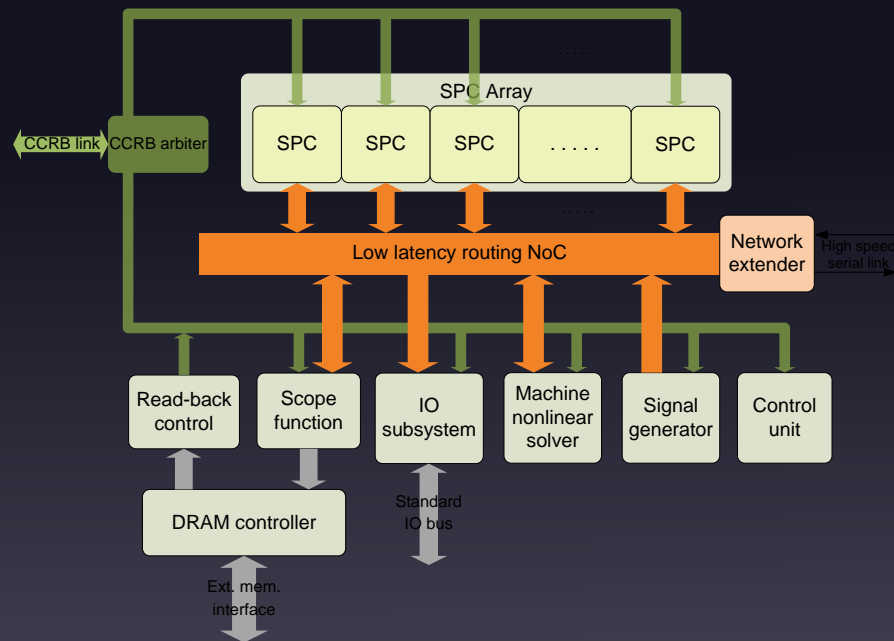 . . . . .
SPC Array
CCRB link
CCRB arbiter
SPC
SPC
SPC
. . . . .
SPC
. . . . .
Low latency routing NoC
Network
extender
High speed
serial link
Read-back
control
Scope
function
IO
subsystem
Machine
nonlinear
solver
Signal
generator
Control
unit
DRAM controller
Standard
IO bus
Ext. mem.
interface